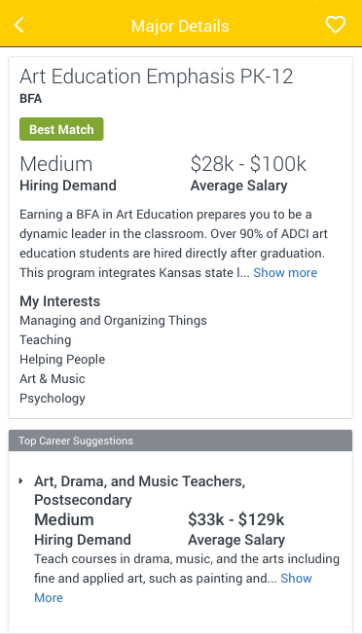 Major Details
Art Education Emphasis PK-12
BFA
Best Match
Medium $28k - $100k
Hiring Demand Average Salary
Earning a BFA in Art Education prepares you to be a
dynamic leader in the classroom. Over 90% of ADCI art
education students are hired directly after graduation.
This program integrates Kansas state l... Show more
My Interests
Managing and Organizing Things
Teaching
Helping People
Art & Music
Psychology
Top Career Suggestions
Art, Drama, and Music Teachers,
Postsecondary
Medium $33k - $129k
Hiring Demand Average Salary
Teach courses in drama, music, and the arts including
fine and applied art, such as painting and... Show
More